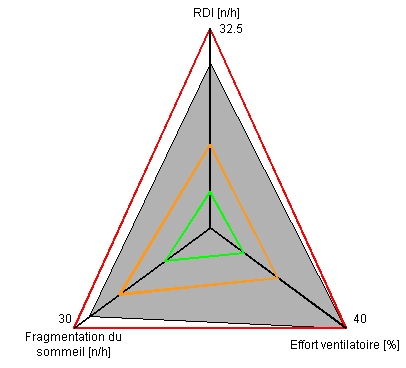 RDI [n/h]
32.5
30
40
Fragmentation du
sommeil [n/h]
Effort ventilatoire [%]